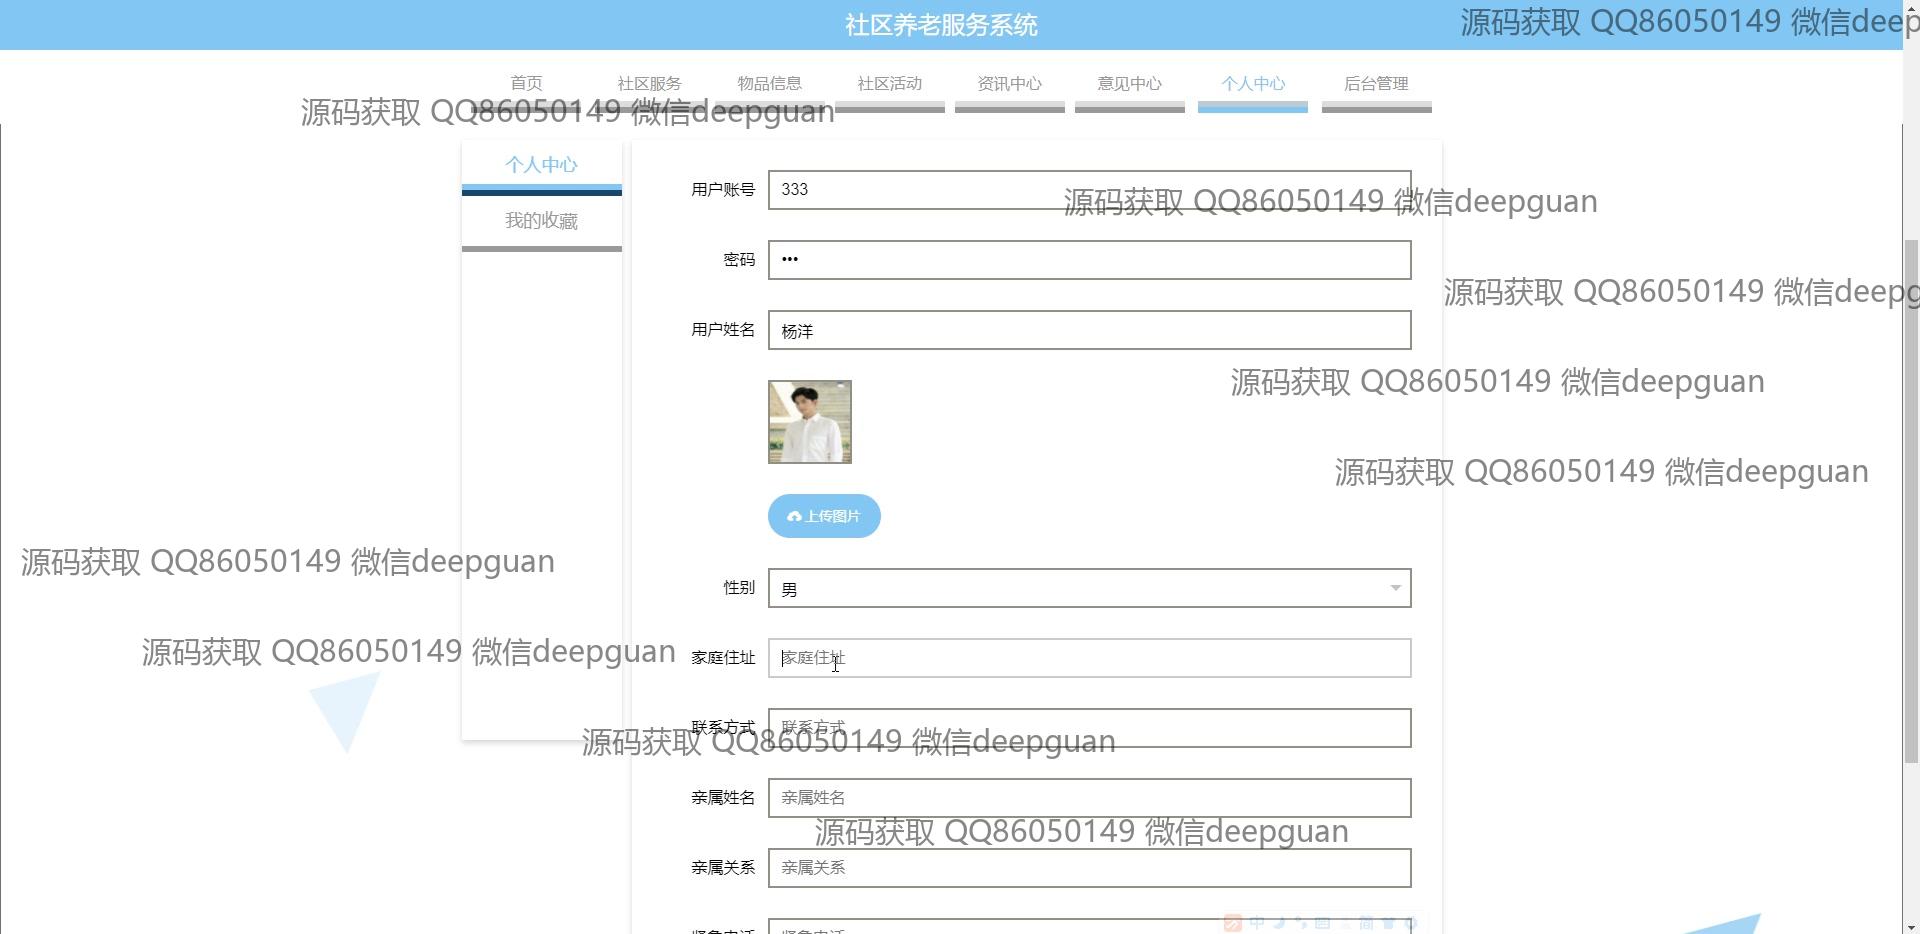 社区养老服务系统
源码获取 QQ86050149 微信deep
首页 社区服务 物品信息 社区活动 资讯中心 意见中心 个人中心 后台管理
源码获取 QQ86050149 微信deepguan
个人中心
我的收藏
用户账号 333
源码获取 QQ86050149 微信deepguan
密码 •••
源码获取 QQ86050149 微信deepg
用户姓名 杨洋
源码获取 QQ86050149 微信deepguan
源码获取 QQ86050149 微信deepguan
上传图片
源码获取 QQ86050149 微信deepguan
性别 男
源码获取 QQ86050149 微信deepguan
家庭住址 家庭住址
联系方式 联系方式
源码获取 QQ86050149 微信deepguan
亲属姓名 亲属姓名
源码获取 QQ86050149 微信deepguan
亲属关系 亲属关系
中 简